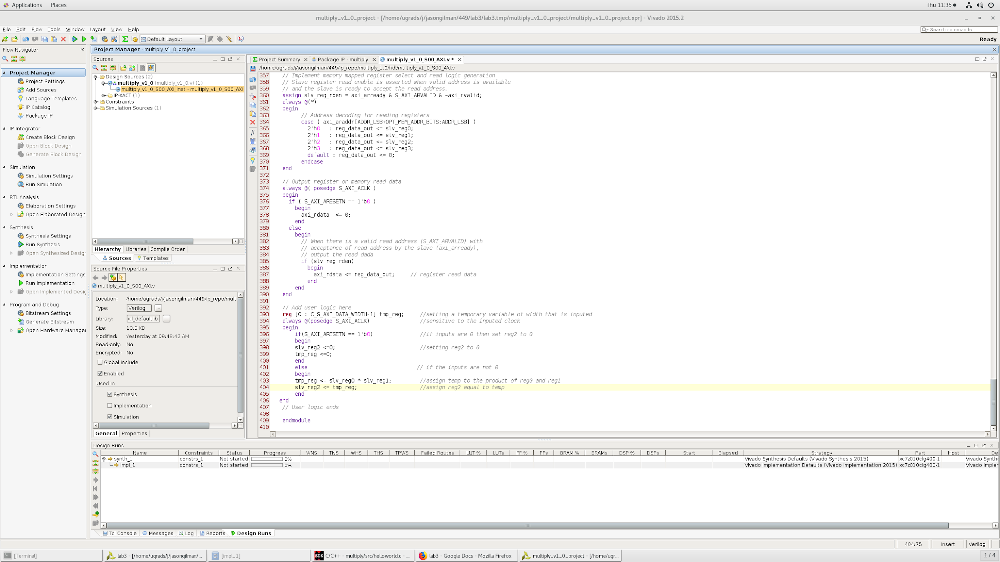 Applications Places Thu 11:35
multiply_v1_0_project - [/home/ugrads/j/jasongilman/449/lab3/lab3.tmp/multiply_v1_0_project/multiply_v1_0_project.xpr] - Vivado 2015.2
File Edit Flow Tools Window Layout View Help
Search commands
Default Layout
Ready
Flow Navigator
Project Manager
Project Settings
Add Sources
Language Templates
IP Catalog
Package IP
IP Integrator
Create Block Design
Open Block Design
Generate Block Design
Simulation
Simulation Settings
Run Simulation
RTL Analysis
Elaboration Settings
Open Elaborated Design
Synthesis
Synthesis Settings
Run Synthesis
Open Synthesized Desigr
Implementation
Implementation Settings
Run Implementation
Open Implemented Desig
Program and Debug
Bitstream Settings
Generate Bitstream
Open Hardware Manager
Project Manager - multiply_v1_0_project
Sources
Design Sources (2)
multiply_v1_0 (multiply_v1_0.v) (1)
multiply_v1_0_S00_AXI_inst - multiply_v1_0_S00_AXI
IP-XACT (1)
Constraints
Simulation Sources (1)
Hierarchy Libraries Compile Order
Sources Templates
Source File Properties
multiply_v1_0_S00_AXI.v
Location: /home/ugrads/j/jasongilman/449/ip_repo/multi
Type: Verilog
Library: xil_defaultlib
Size: 13.8 KB
Modified: Yesterday at 09:48:42 AM
Read-only: No
Encrypted: No
Global include
Enabled
Used In
Synthesis
Implementation
Simulation
General Properties
Project Summary Package IP - multiply multiply_v1_0_S00_AXI.v *
/home/ugrads/j/jasongilman/449/ip_repo/multiply_1.0/hdl/multiply_v1_0_S00_AXI.v
357 // Implement memory mapped register select and read logic generation
358 // Slave register read enable is asserted when valid address is available
359 // and the slave is ready to accept the read address.
360 assign slv_reg_rden = axi_arready & S_AXI_ARVALID & ~axi_rvalid;
361 always @(*)
362 begin
363 // Address decoding for reading registers
364 case ( axi_araddr[ADDR_LSB+OPT_MEM_ADDR_BITS:ADDR_LSB] )
365 2'h0 : reg_data_out <= slv_reg0;
366 2'h1 : reg_data_out <= slv_reg1;
367 2'h2 : reg_data_out <= slv_reg2;
368 2'h3 : reg_data_out <= slv_reg3;
369 default : reg_data_out <= 0;
370 endcase
371 end
372
373 // Output register or memory read data
374 always @( posedge S_AXI_ACLK )
375 begin
376 if ( S_AXI_ARESETN == 1'b0 )
377 begin
378 axi_rdata <= 0;
379 end
380 else
381 begin
382 // When there is a valid read address (S_AXI_ARVALID) with
383 // acceptance of read address by the slave (axi_arready),
384 // output the read dada
385 if (slv_reg_rden)
386 begin
387 axi_rdata <= reg_data_out; // register read data
388 end
389 end
390 end
391
392 // Add user logic here
393 reg [0 : C_S_AXI_DATA_WIDTH-1] tmp_reg; //setting a temporary variable of width that is inputed
394 always @(posedge S_AXI_ACLK) //sensitive to the inputed clock
395 begin
396 if(S_AXI_ARESETN == 1'b0) //if inputs are 0 then set reg2 to 0
397 begin
398 slv_reg2 <=0; //setting reg2 to 0
399 tmp_reg <=0;
400 end
401 else // if the inputs are not 0
402 begin
403 tmp_reg <= slv_reg0 * slv_reg1; //assign temp to the product of reg0 and reg1
404 slv_reg2 <= tmp_reg; //assign reg2 equal to temp
405 end
406 end
407 // User logic ends
408
409 endmodule
410
Design Runs
Name Constraints Status Progress WNS TNS WHS THS TPWS Failed Routes LUT % LUTs FF % FFs BRAM % BRAMs DSP % DSPs Start Elapsed Strategy Part Host De
synth_1 constrs_1 Not started 0% Vivado Synthesis Defaults (Vivado Synthesis 2015) xc7z010clg400-1 Vivado Synthe
impl_1 constrs_1 Not started 0% Vivado Implementation Defaults (Vivado Implementation 2015) xc7z010clg400-1 Vivado Impler
Tcl Console Messages Log Reports Design Runs
404:75 Insert Verilog
[Terminal] lab3 - [/home/ugrads/j/jasongilman/... [impl_1] SDK C/C++ - multiply/src/helloworld.c - ... lab3 - Google Docs - Mozilla Firefox multiply_v1_0_project - [/home/ugr... 1 / 4